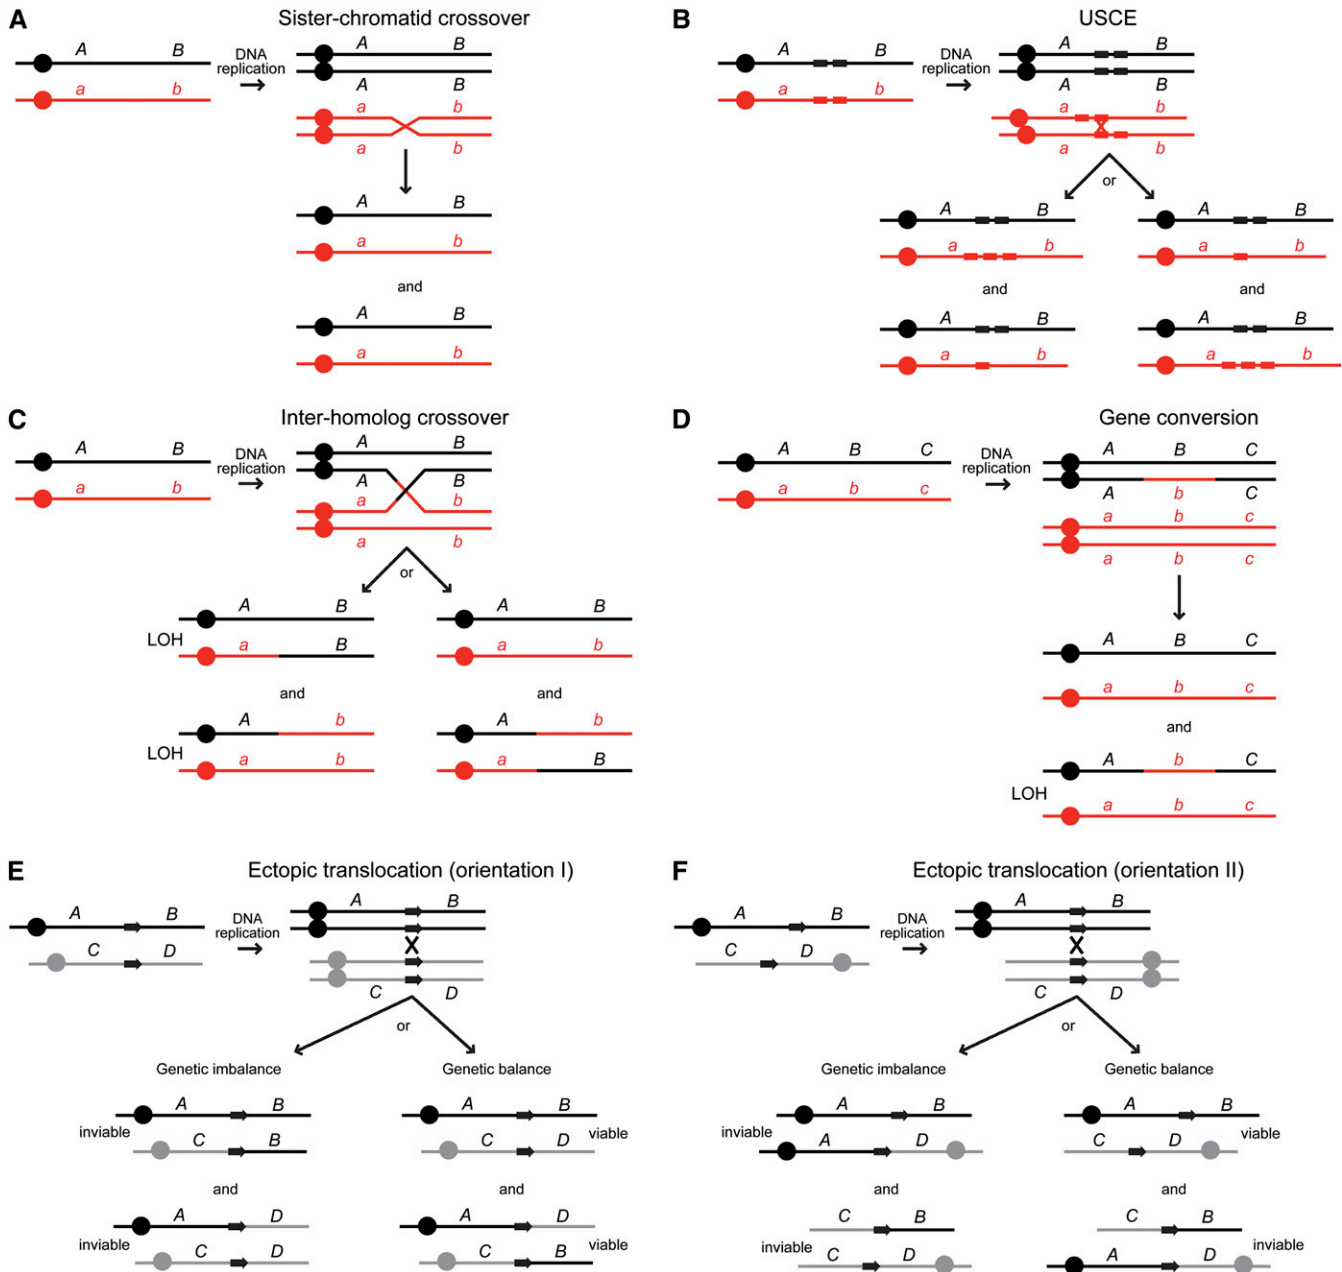 A Sister-chromatid crossover
A B DNA replication A B
a b A B
a b
a b
A B
a b
and
A B
a b
B USCE
A B DNA replication A B
a b A B
a b
a b
or
A B A B
a b a b
and and
A B A B
a b a b
C Inter-homolog crossover
A B DNA replication A B
a b A B
a b
a b
or
A B A B
LOH a B a b
and and
A b A b
LOH a b a B
D Gene conversion
A B C DNA replication A B C
a b c A b C
a b c
a b c
A B C
a b c
and
A b C
LOH
a b c
E Ectopic translocation (orientation I)
A B DNA replication A B
C D
C D
or
Genetic imbalance Genetic balance
A B A B
inviable C B C D viable
and and
A D A D
inviable C D C B viable
F Ectopic translocation (orientation II)
A B DNA replication A B
C D
C D
or
Genetic imbalance Genetic balance
A B A B
inviable A D C D viable
and and
C B C B
inviable C D A D inviable